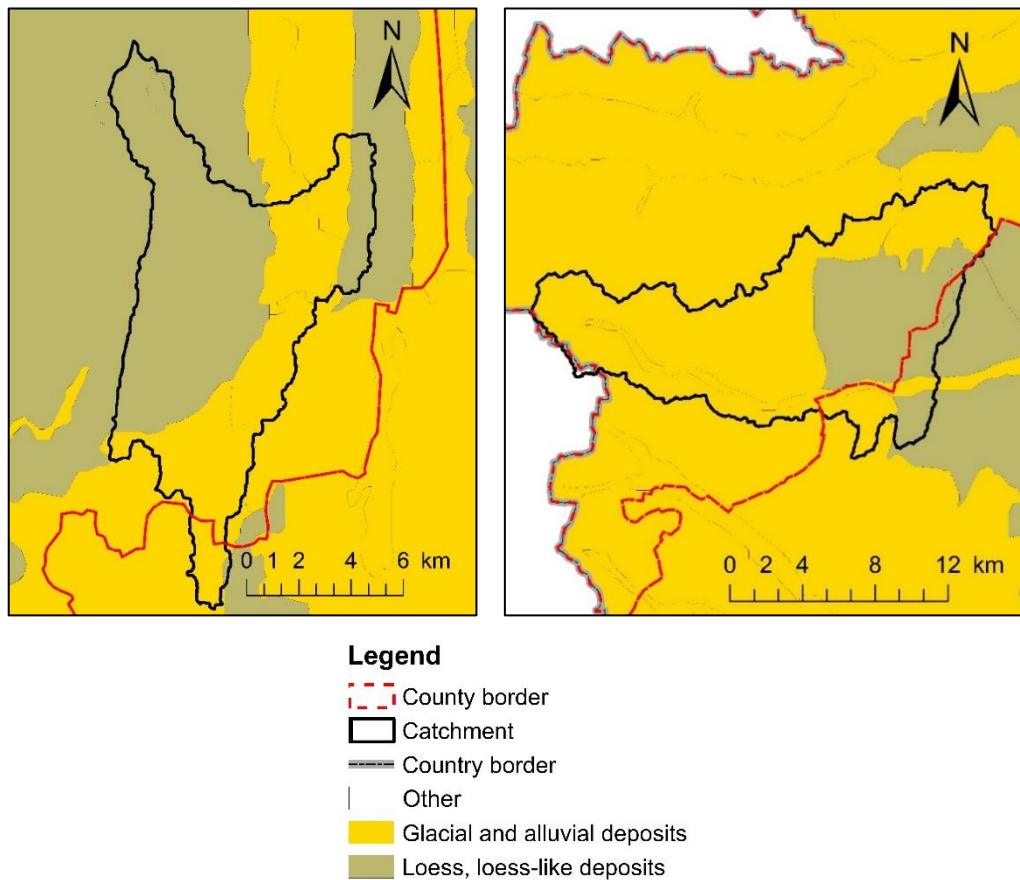 N
0 1 2 4 6 km
N
0 2 4 8 12 km
Legend
County border
Catchment
Country border
Other
Glacial and alluvial deposits
Loess, loess-like deposits